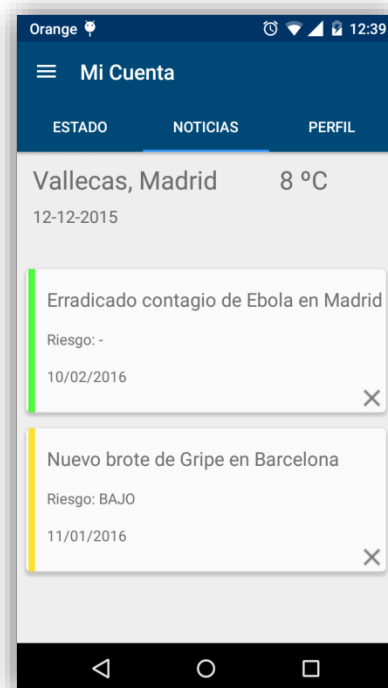 Orange 12:39
Mi Cuenta
ESTADO NOTICIAS PERFIL
Vallecas, Madrid 8 ºC
12-12-2015
Erradicado contagio de Ebola en Madrid
Riesgo: -
10/02/2016
Nuevo brote de Gripe en Barcelona
Riesgo: BAJO
11/01/2016